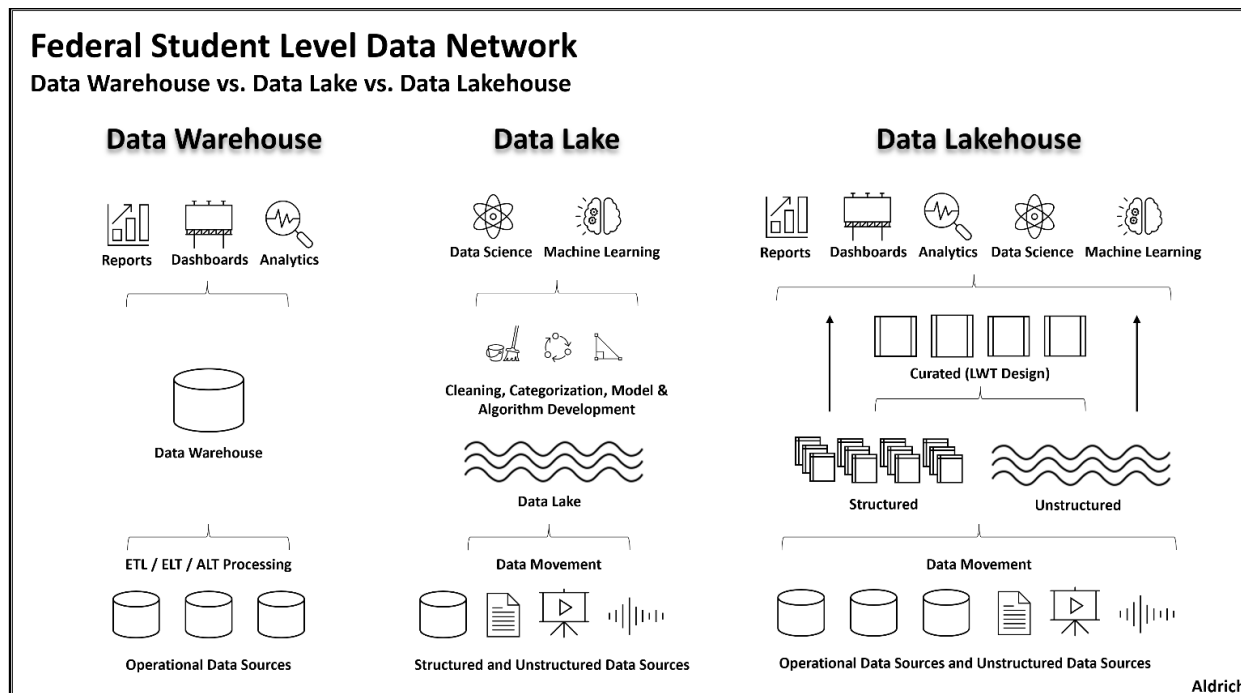 Federal Student Level Data Network
Data Warehouse vs. Data Lake vs. Data Lakehouse
Data Warehouse
Reports
Dashboards
Analytics
Data Warehouse
ETL / ELT / ALT Processing
Operational Data Sources
Data Lake
Data Science
Machine Learning
Cleaning, Categorization, Model &
Algorithm Development
Data Lake
Data Movement
Structured and Unstructured Data Sources
Data Lakehouse
Reports
Dashboards
Analytics
Data Science
Machine Learning
Curated (LWT Design)
Structured
Unstructured
Data Movement
Operational Data Sources and Unstructured Data Sources
Aldrich